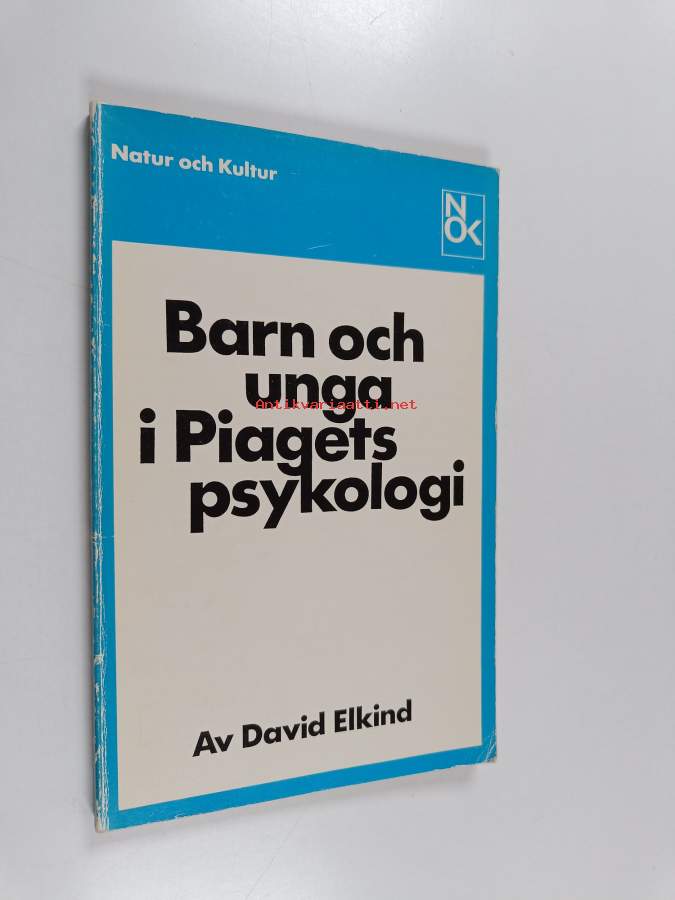 Natur och Kultur
N
OK
Barn och
unga
Antikvariaatti.net
i Piagets
psykologi
Av David Elkind